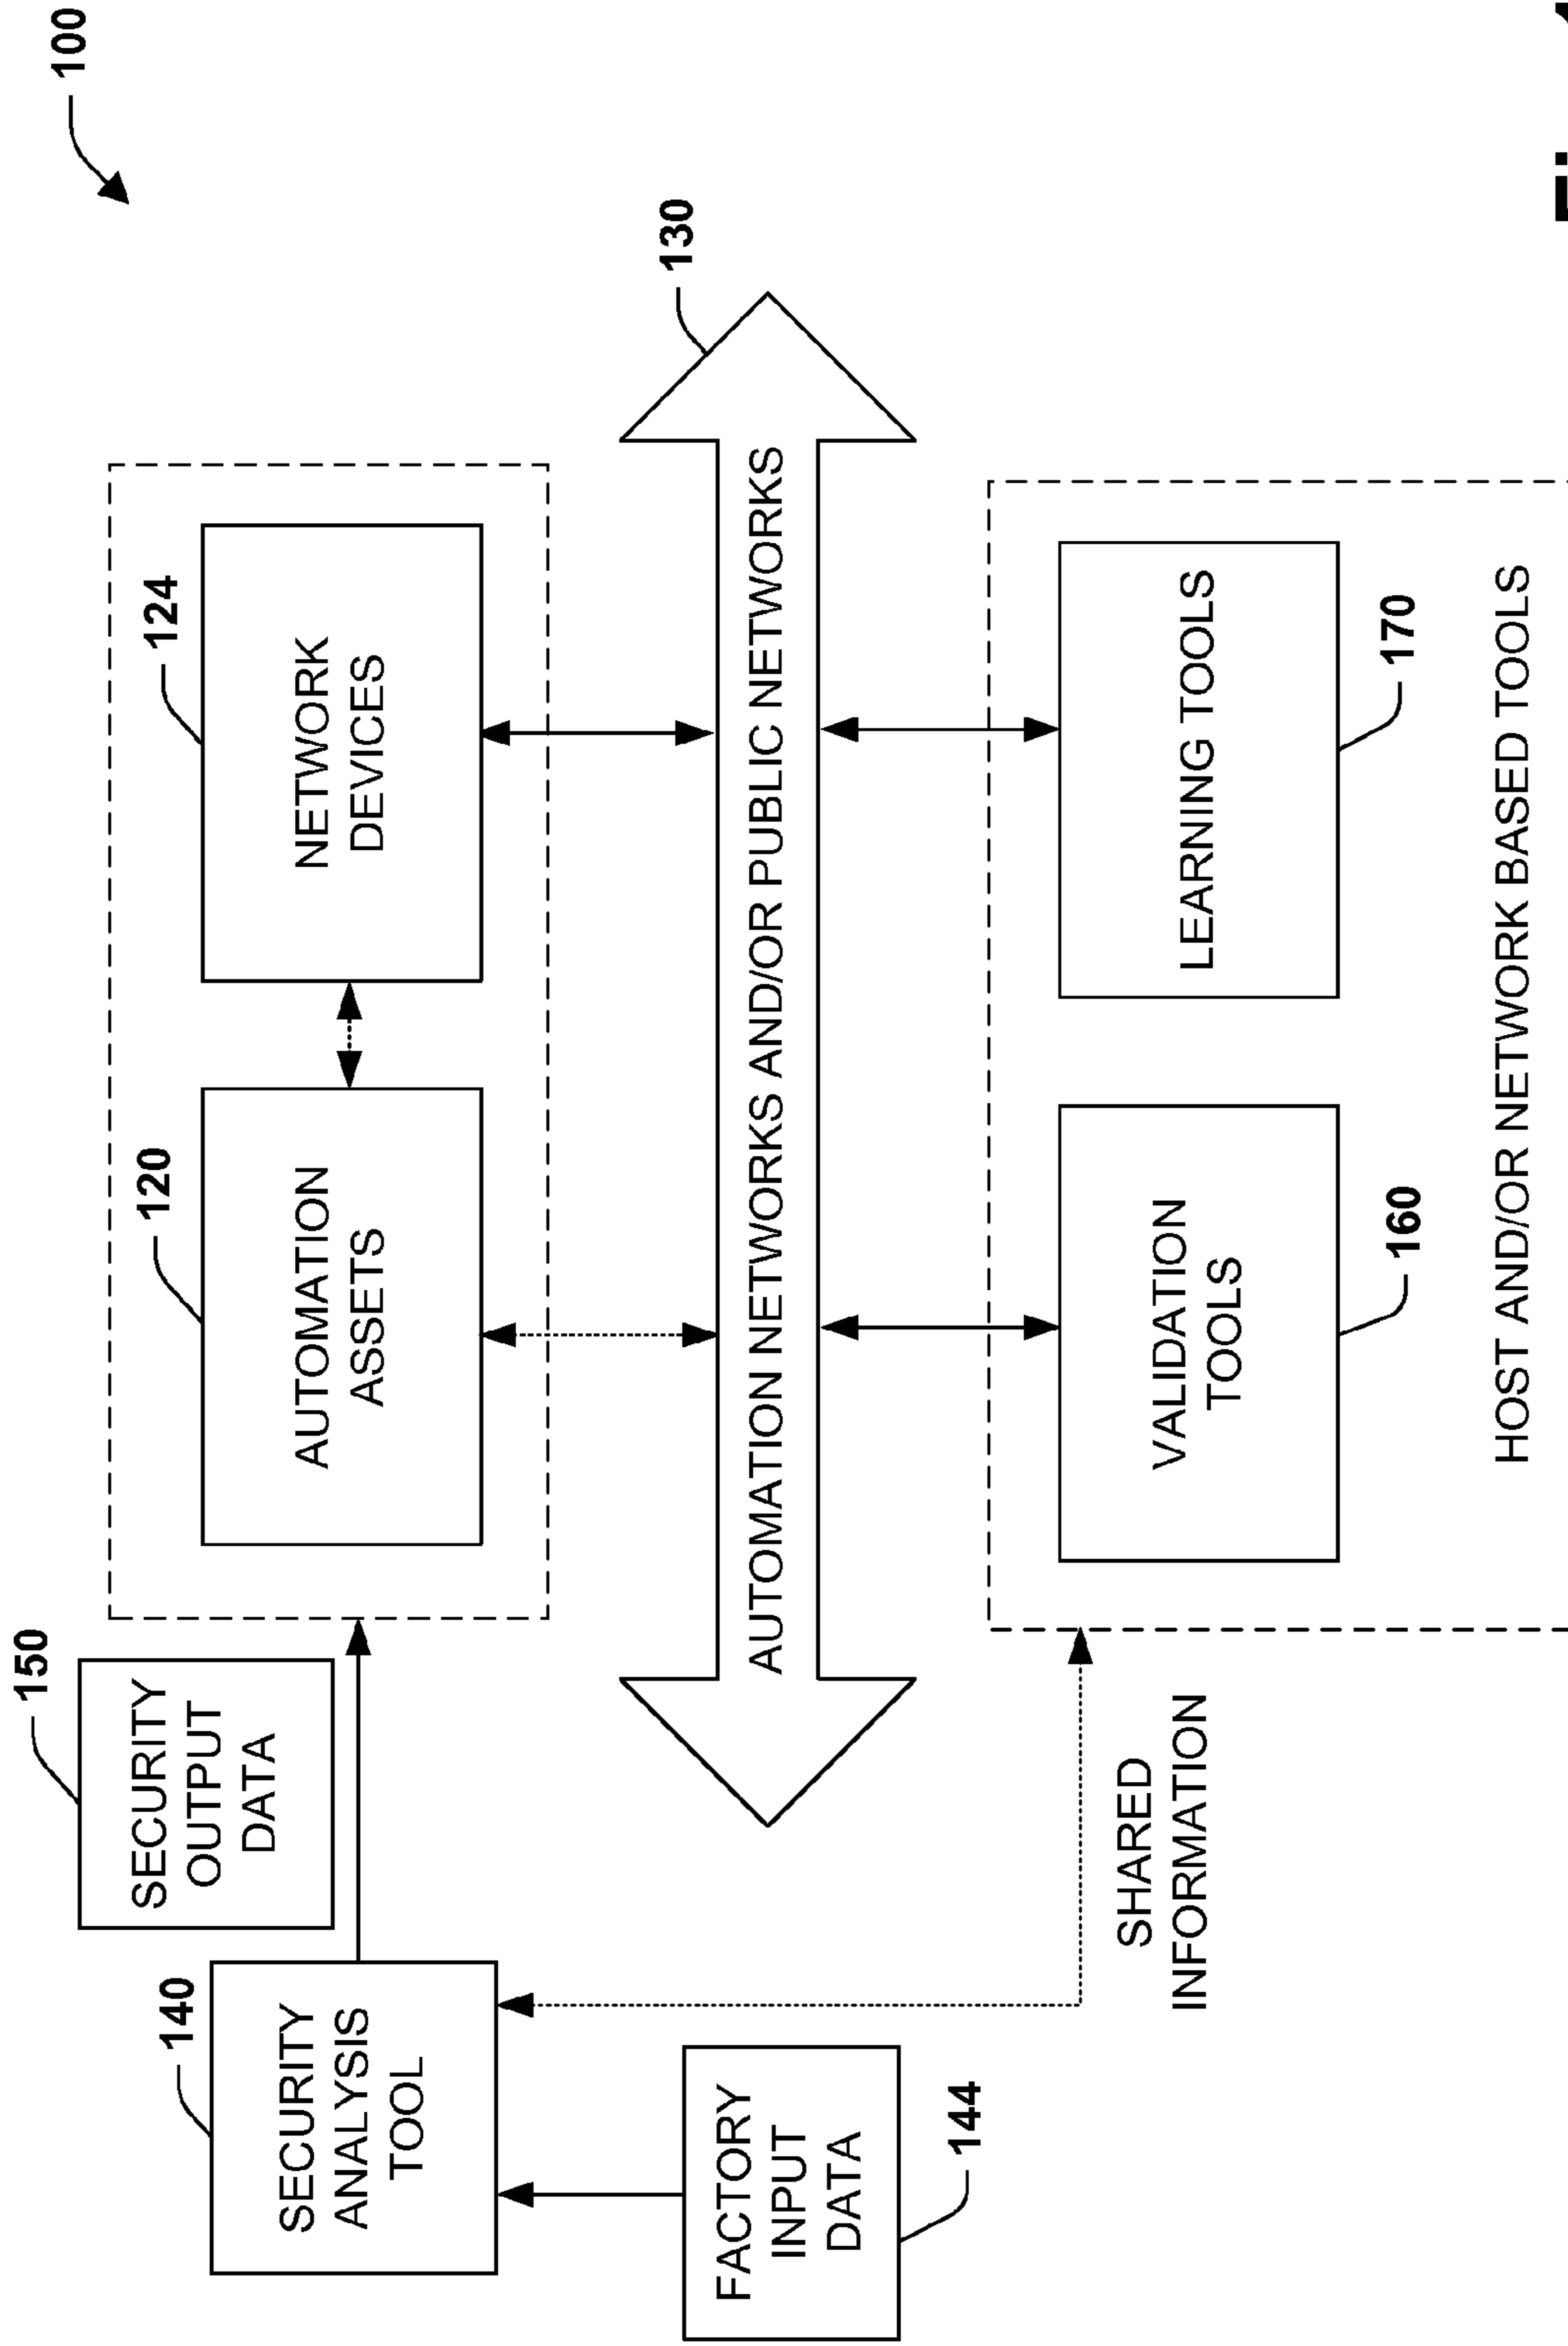 100
150
SECURITY
OUTPUT
DATA
140
SECURITY
ANALYSIS
TOOL
120
AUTOMATION
ASSETS
124
NETWORK
DEVICES
130
AUTOMATION NETWORKS AND/OR PUBLIC NETWORKS
FACTORY
INPUT
DATA
144
SHARED
INFORMATION
VALIDATION
TOOLS
160
LEARNING TOOLS
170
HOST AND/OR NETWORK BASED TOOLS